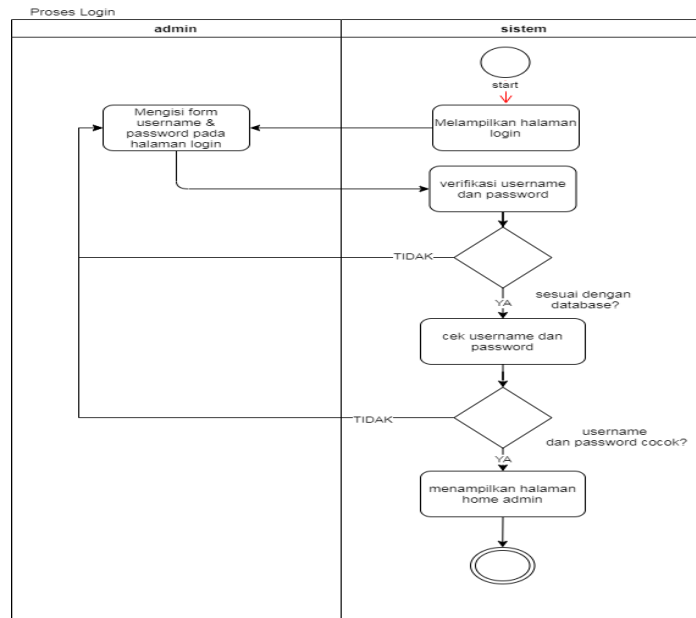 Proses Login
admin
sistem
start
Melampilkan halaman
login
Mengisi form
username &
password pada
halaman login
verifikasi username
dan password
TIDAK
YA
sesuai dengan
database?
cek username dan
password
TIDAK
username
dan password cocok?
YA
menampilkan halaman
home admin